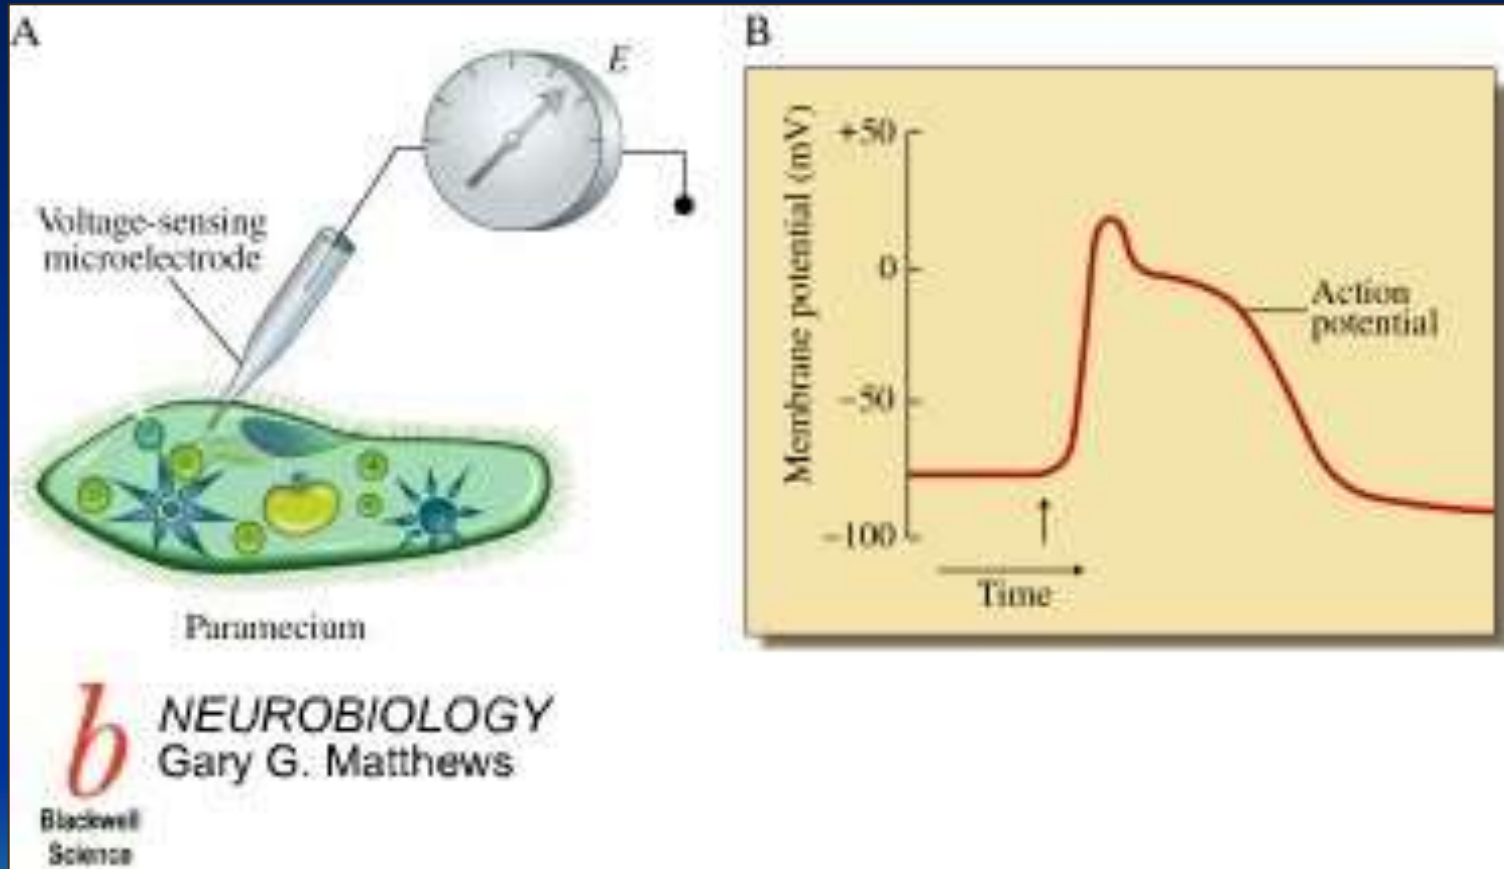 A
E
Voltage-sensing
microelectrode
Paramecium
B
Membrane potential (mV)
+50
0
−50
−100
Action
potential
Time
b
NEUROBIOLOGY
Gary G. Matthews
Blackwell
Science